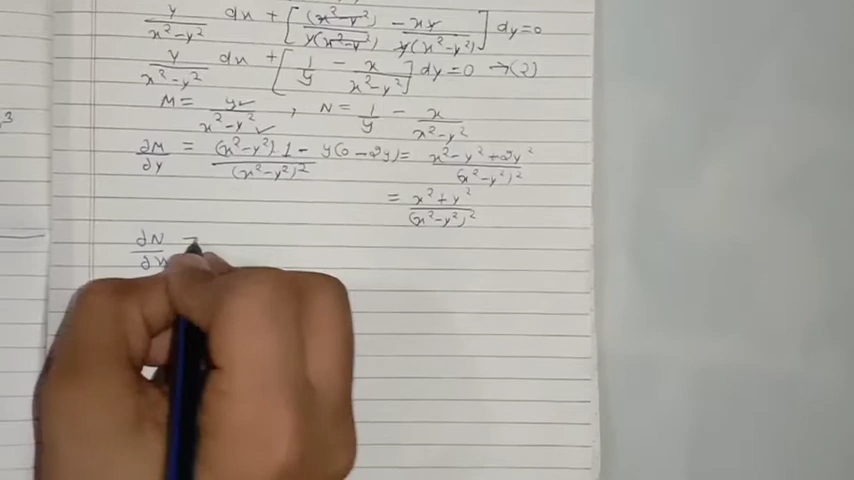 y/(x²-y²) dx + [(x²-y²)/y(x²-y²) - xy/y(x²-y²)] dy=0
y/(x²-y²) dx + [1/y - x/(x²-y²)] dy=0 →(2)
M = y/(x²-y²) , N = 1/y - x/(x²-y²)
∂M/∂y = ((x²-y²)1 - y(0-2y))/(x²-y²)² = (x²-y²+2y²)/(x²-y²)²
= (x²+y²)/(x²-y²)²
∂N/∂x =
3